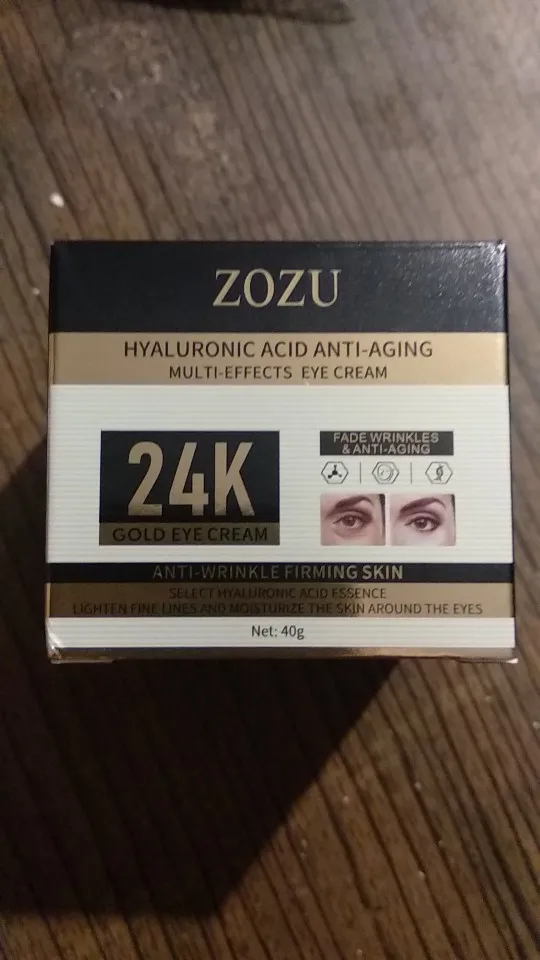 ZOZU
HYALURONIC ACID ANTI-AGING
MULTI-EFFECTS EYE CREAM
24K
GOLD EYE CREAM
FADE WRINKLES
& ANTI-AGING
ANTI-WRINKLE FIRMING SKIN
SELECT HYALURONIC ACID ESSENCE
LIGHTEN FINE LINES AND MOISTURIZE THE SKIN AROUND THE EYES
Net: 40g